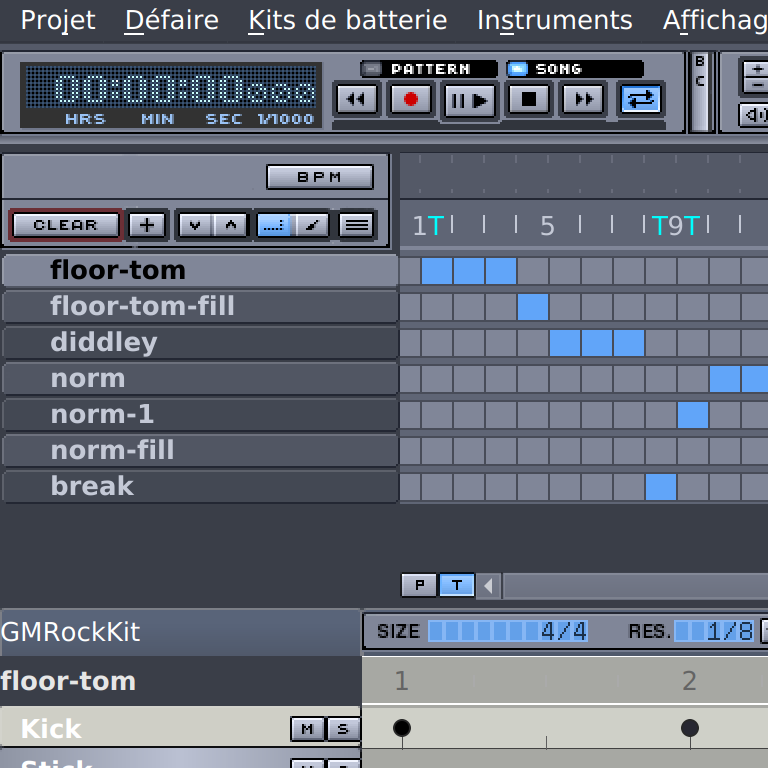 Projet Défaire Kits de batterie Instruments Affichag
PATTERN SONG
00:00:00:000
HRS MIN SEC 1/1000
B
C
BPM
CLEAR
1T 5 T9T
floor-tom
floor-tom-fill
diddley
norm
norm-1
norm-fill
break
P T
GMRockKit SIZE 4/4 RES. 1/8
floor-tom 1 2
Kick M S